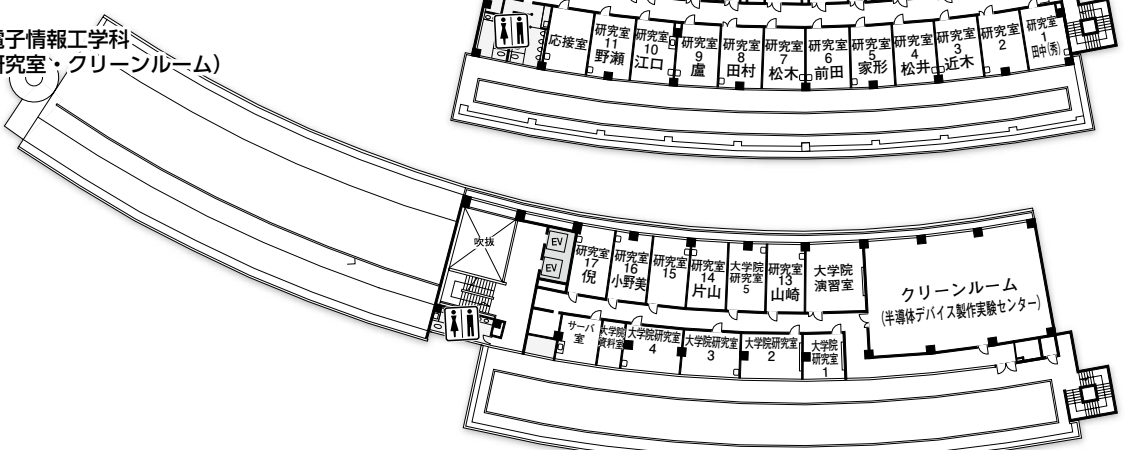 電子情報工学科
研究室・クリーンルーム）
応接室
研究室
11
野瀬
研究室
10
江口
研究室
9
盧
研究室
8
田村
研究室
7
松木
研究室
6
前田
研究室
5
家形
研究室
4
松井
研究室
3
近木
研究室
2
研究室
1
田中(秀)
吹抜
EV
EV
研究室
17
倪
研究室
16
小野美
研究室
15
研究室
14
片山
大学院
研究室
5
研究室
13
山崎
大学院
演習室
クリーンルーム
(半導体デバイス製作実験センター)
サーバ
室
大学院
資料室
大学院研究室
4
大学院研究室
3
大学院研究室
2
大学院
研究室
1